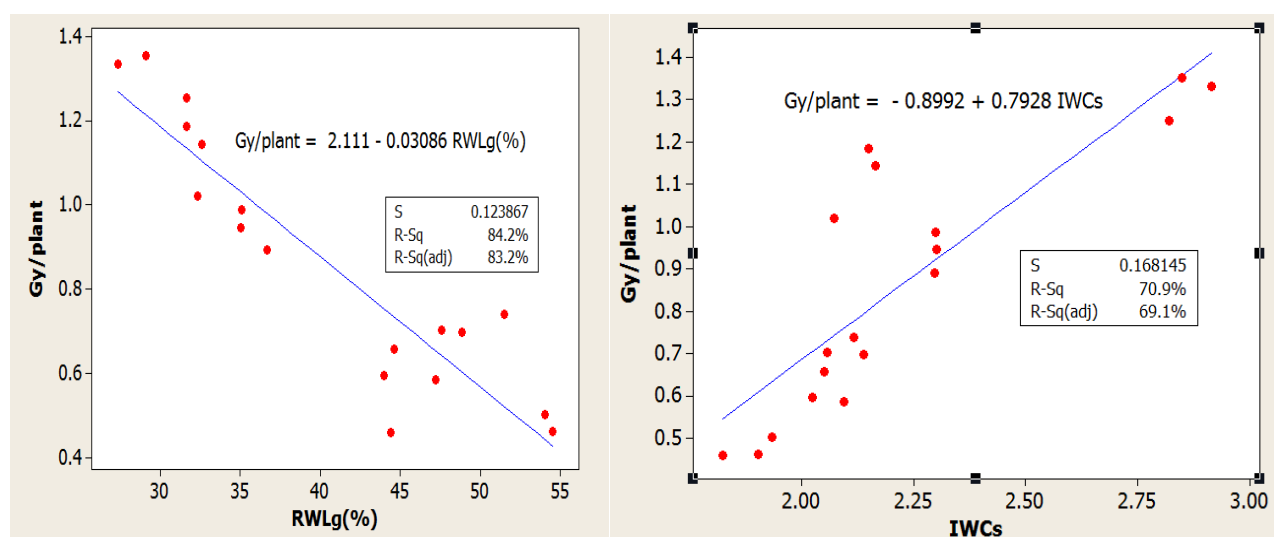 1.4
1.2
1.0
0.8
0.6
0.4
Gy/plant
Gy/plant = 2.111 - 0.03086 RWLg(%)
S 0.123867
R-Sq 84.2%
R-Sq(adj) 83.2%
30 35 40 45 50 55
RWLg(%)
1.4
1.3
1.2
1.1
1.0
0.9
0.8
0.7
0.6
0.5
Gy/plant
Gy/plant = - 0.8992 + 0.7928 IWCs
S 0.168145
R-Sq 70.9%
R-Sq(adj) 69.1%
2.00 2.25 2.50 2.75 3.00
IWCs